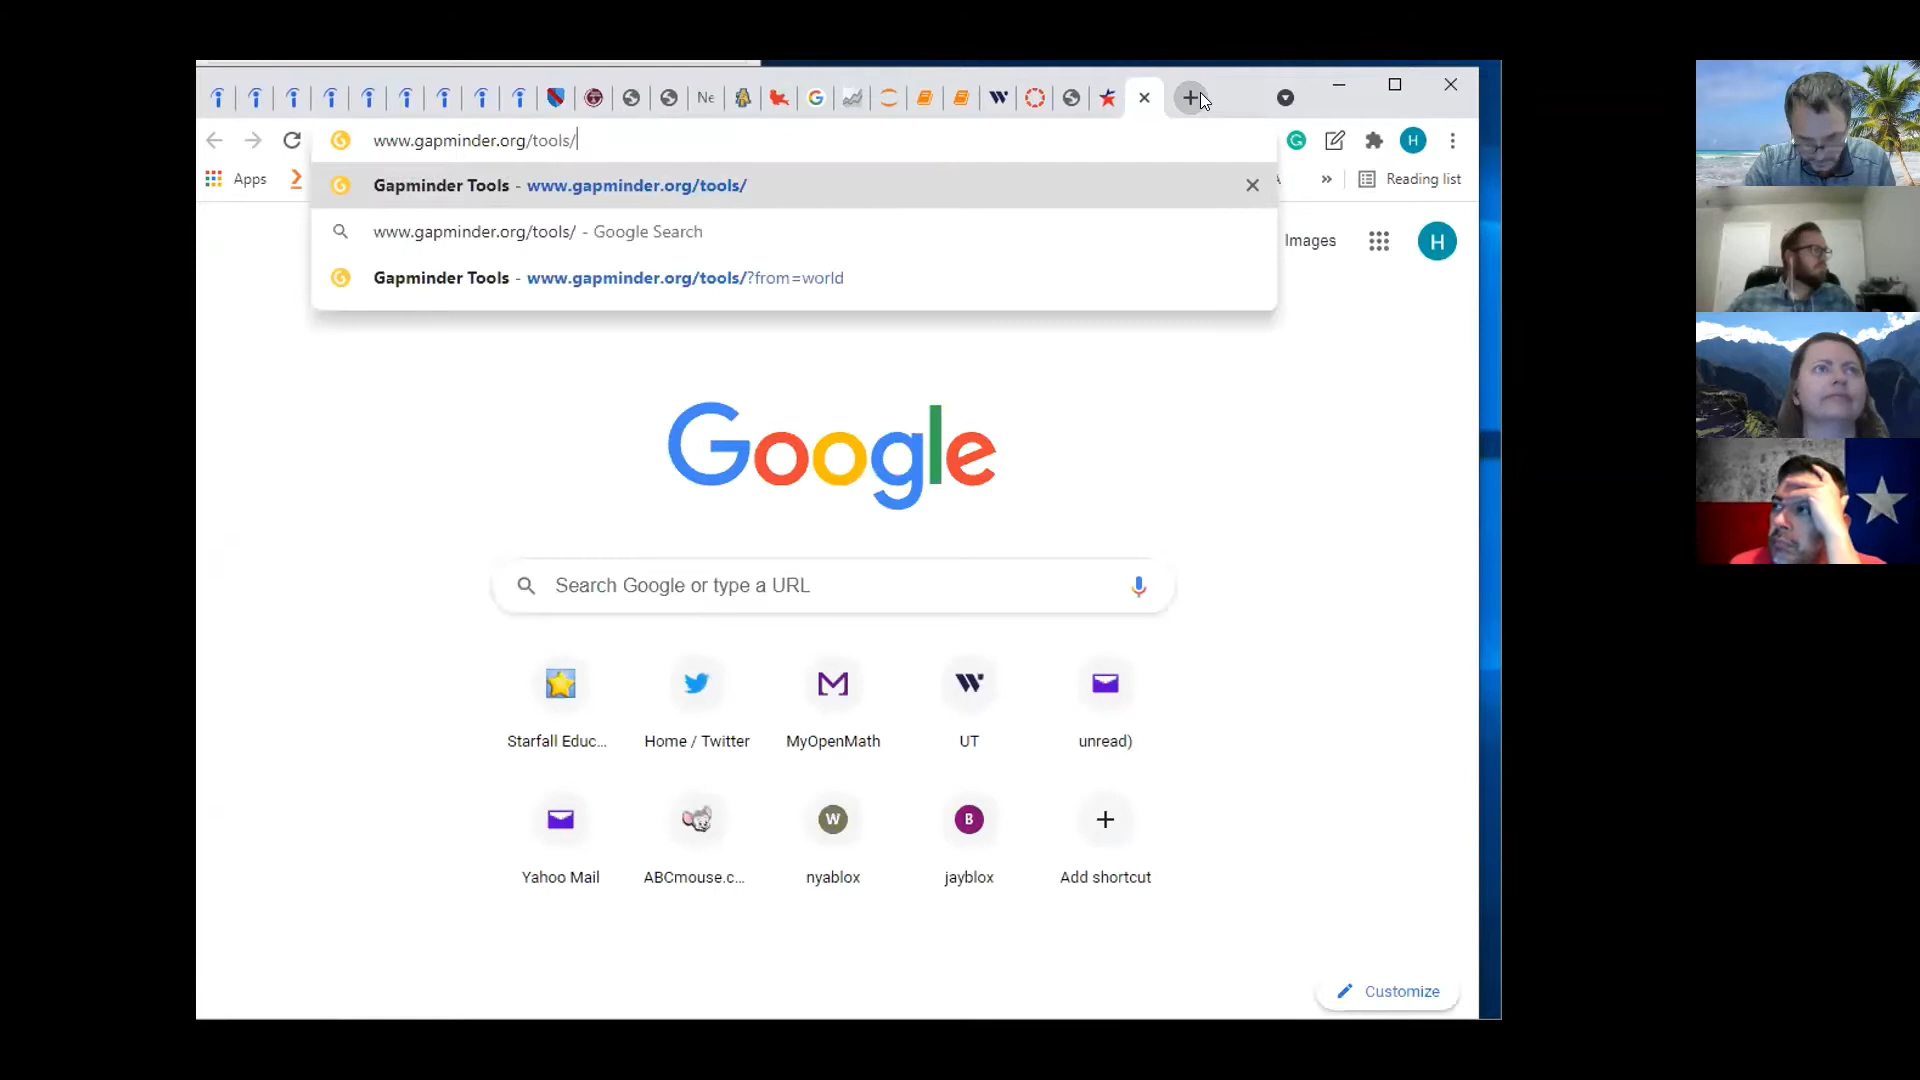 Ne
www.gapminder.org/tools/
H
Apps
Reading list
Gapminder Tools - www.gapminder.org/tools/
www.gapminder.org/tools/ - Google Search
Gapminder Tools - www.gapminder.org/tools/?from=world
Images
H
Google
Search Google or type a URL
Starfall Educ...
Home / Twitter
MyOpenMath
UT
unread)
W
B
Yahoo Mail
ABCmouse.c...
nyablox
jayblox
Add shortcut
Customize